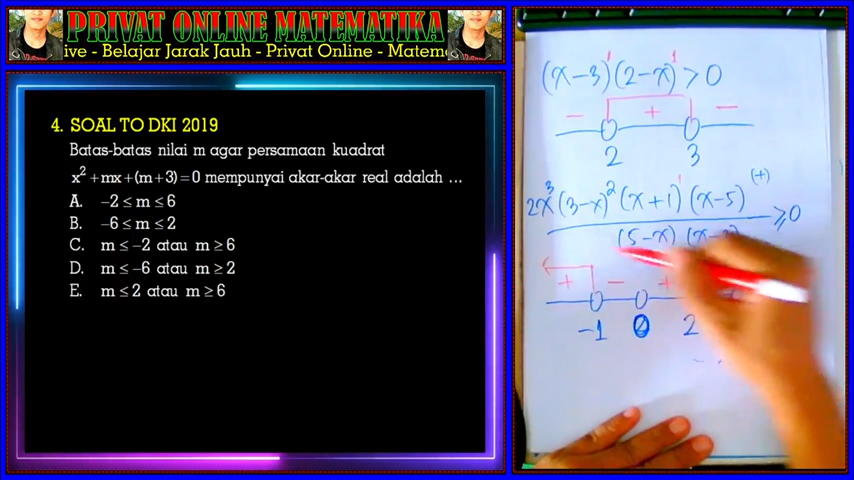 PRIVAT ONLINE MATEMATIKA
ive - Belajar Jarak Jauh - Privat Online - Matem
4. SOAL TO DKI 2019
Batas-batas nilai m agar persamaan kuadrat
x² + mx + (m + 3) = 0 mempunyai akar-akar real adalah ...
A. −2 ≤ m ≤ 6
B. −6 ≤ m ≤ 2
C. m ≤ −2 atau m ≥ 6
D. m ≤ −6 atau m ≥ 2
E. m ≤ 2 atau m ≥ 6
(x − 3)¹ (2 − x)¹ > 0
− + −
2 3
2x³ (3 − x)² (x + 1)¹ (x − 5) (+)
≥ 0
(5 − x) (x −
+ − +
−1 0 2